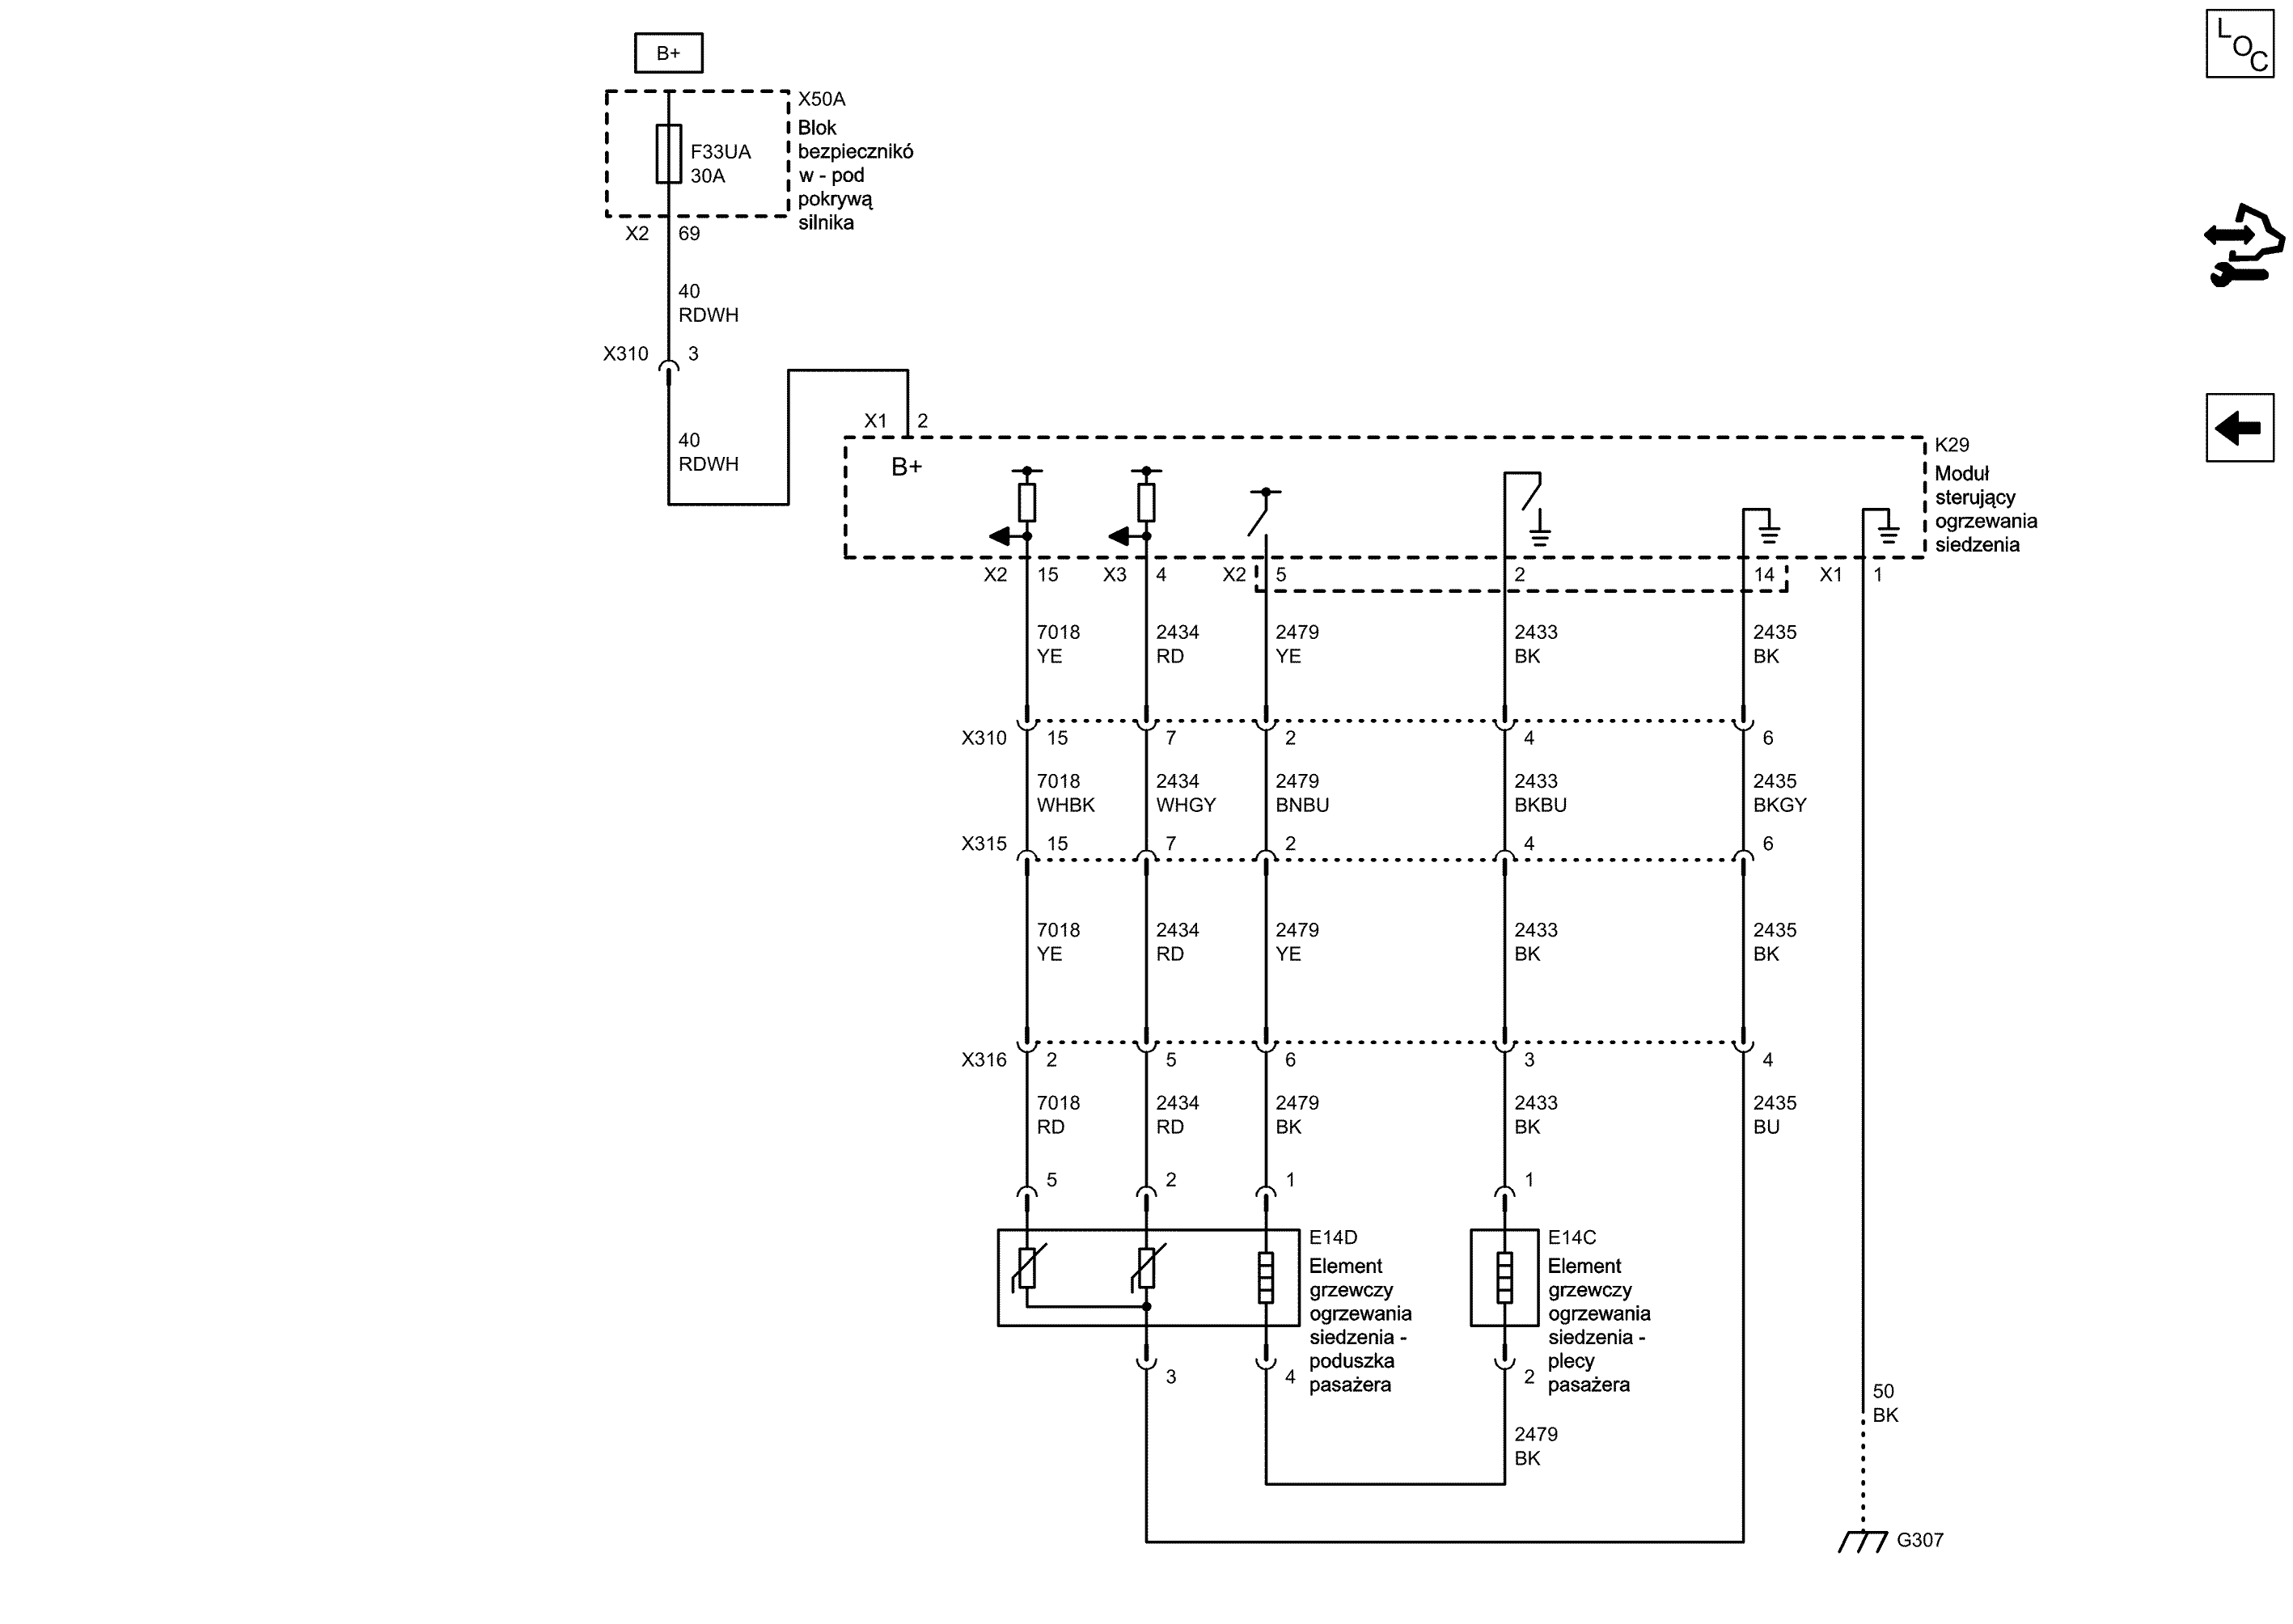 B+
LOC
X50A
Blok
bezpiecznikó
w - pod
pokrywą
silnika
F33UA
30A
X2 69
40
RDWH
X310 3
40
RDWH
X1 2
B+
K29
Moduł
sterujący
ogrzewania
siedzenia
X2 15 X3 4 X2 5 2 14 X1 1
7018 2434 2479 2433 2435
YE RD YE BK BK
X310 15 7 2 4 6
7018 2434 2479 2433 2435
WHBK WHGY BNBU BKBU BKGY
X315 15 7 2 4 6
7018 2434 2479 2433 2435
YE RD YE BK BK
X316 2 5 6 3 4
7018 2434 2479 2433 2435
RD RD BK BK BU
5 2 1 1
E14D
Element
grzewczy
ogrzewania
siedzenia -
poduszka
pasażera
E14C
Element
grzewczy
ogrzewania
siedzenia -
plecy
pasażera
3 4 2
50
BK
2479
BK
G307